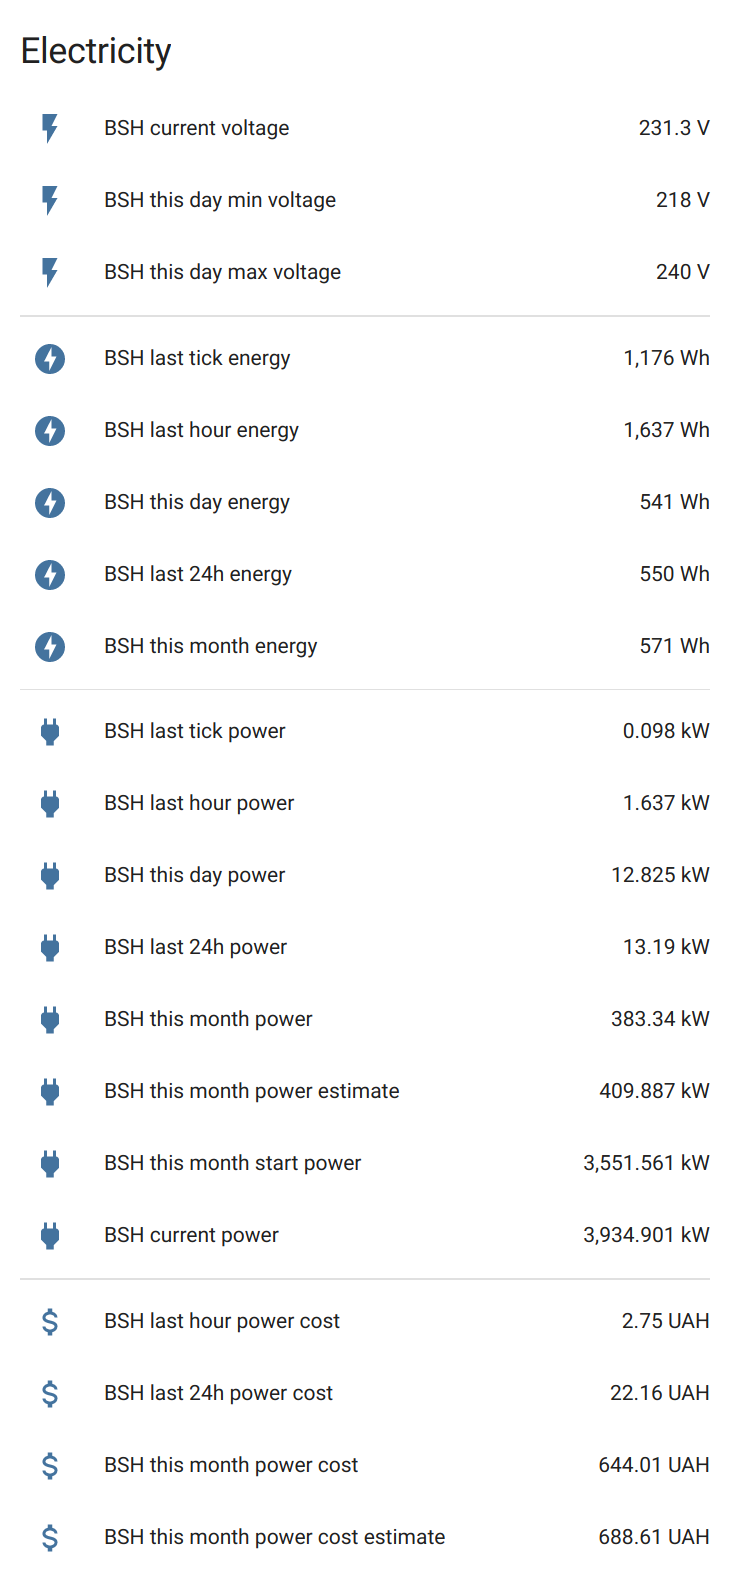 Electricity
BSH current voltage 231.3 V
BSH this day min voltage 218 V
BSH this day max voltage 240 V
BSH last tick energy 1,176 Wh
BSH last hour energy 1,637 Wh
BSH this day energy 541 Wh
BSH last 24h energy 550 Wh
BSH this month energy 571 Wh
BSH last tick power 0.098 kW
BSH last hour power 1.637 kW
BSH this day power 12.825 kW
BSH last 24h power 13.19 kW
BSH this month power 383.34 kW
BSH this month power estimate 409.887 kW
BSH this month start power 3,551.561 kW
BSH current power 3,934.901 kW
BSH last hour power cost 2.75 UAH
BSH last 24h power cost 22.16 UAH
BSH this month power cost 644.01 UAH
BSH this month power cost estimate 688.61 UAH